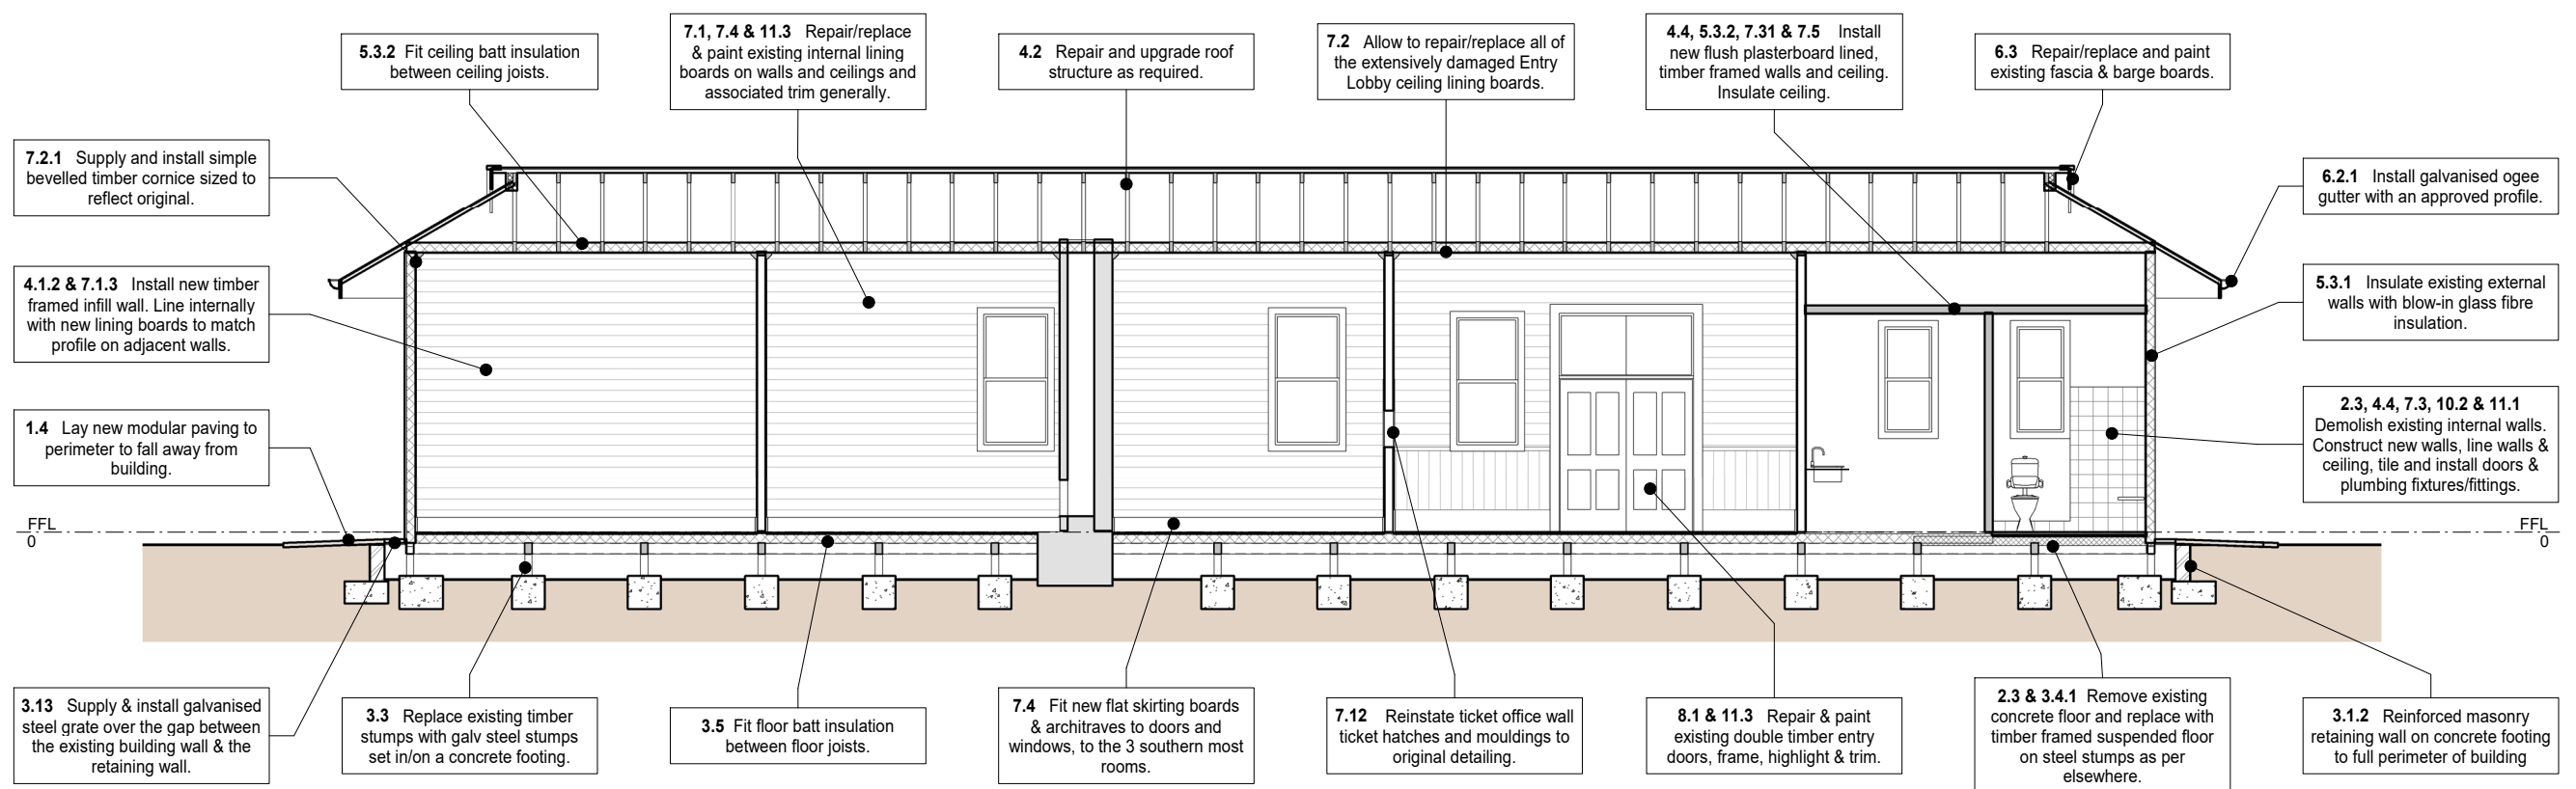 5.3.2 Fit ceiling batt insulation
between ceiling joists.
7.1, 7.4 & 11.3 Repair/replace
& paint existing internal lining
boards on walls and ceilings and
associated trim generally.
4.2 Repair and upgrade roof
structure as required.
7.2 Allow to repair/replace all of
the extensively damaged Entry
Lobby ceiling lining boards.
4.4, 5.3.2, 7.31 & 7.5 Install
new flush plasterboard lined,
timber framed walls and ceiling.
Insulate ceiling.
6.3 Repair/replace and paint
existing fascia & barge boards.
7.2.1 Supply and install simple
bevelled timber cornice sized to
reflect original.
6.2.1 Install galvanised ogee
gutter with an approved profile.
4.1.2 & 7.1.3 Install new timber
framed infill wall. Line internally
with new lining boards to match
profile on adjacent walls.
5.3.1 Insulate existing external
walls with blow-in glass fibre
insulation.
1.4 Lay new modular paving to
perimeter to fall away from
building.
2.3, 4.4, 7.3, 10.2 & 11.1
Demolish existing internal walls.
Construct new walls, line walls &
ceiling, tile and install doors &
plumbing fixtures/fittings.
FFL
0
FFL
0
3.13 Supply & install galvanised
steel grate over the gap between
the existing building wall & the
retaining wall.
3.3 Replace existing timber
stumps with galv steel stumps
set in/on a concrete footing.
3.5 Fit floor batt insulation
between floor joists.
7.4 Fit new flat skirting boards
& architraves to doors and
windows, to the 3 southern most
rooms.
7.12 Reinstate ticket office wall
ticket hatches and mouldings to
original detailing.
8.1 & 11.3 Repair & paint
existing double timber entry
doors, frame, highlight & trim.
2.3 & 3.4.1 Remove existing
concrete floor and replace with
timber framed suspended floor
on steel stumps as per
elsewhere.
3.1.2 Reinforced masonry
retaining wall on concrete footing
to full perimeter of building